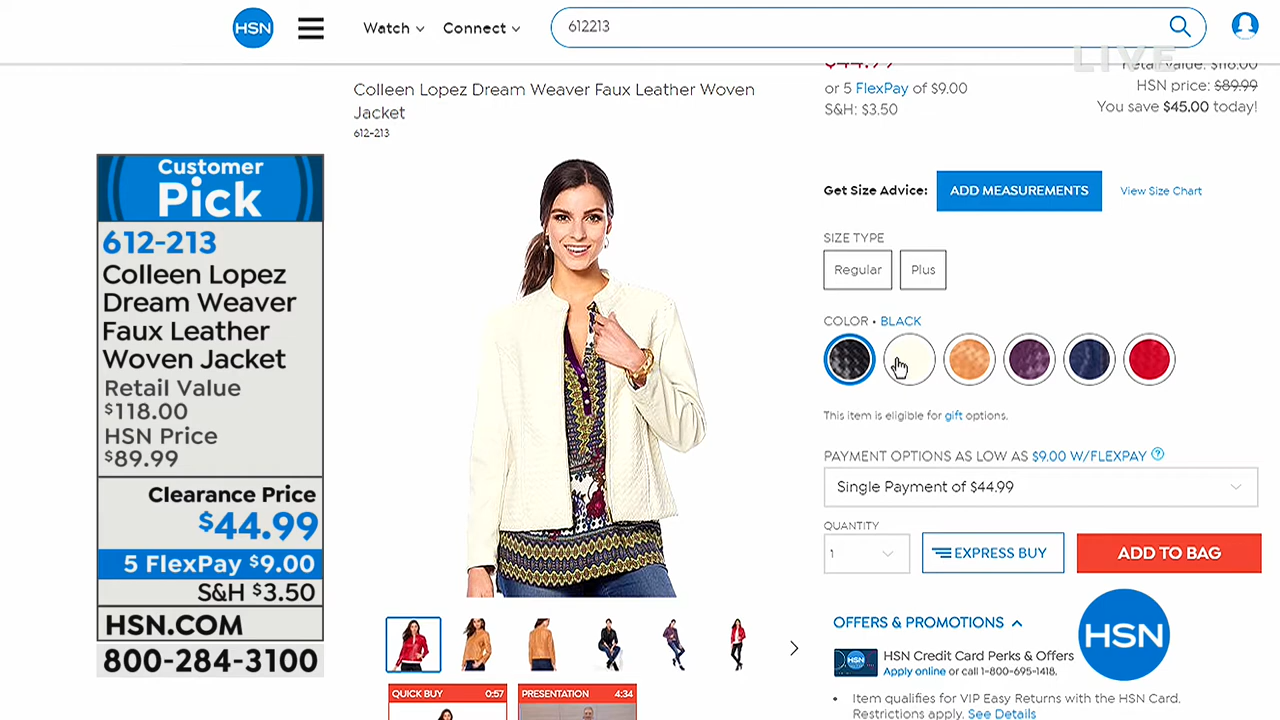 HSN
Watch
Connect
612213
LIVE
Colleen Lopez Dream Weaver Faux Leather Woven
Jacket
612-213
$44.99
or 5 FlexPay of $9.00
S&H: $3.50
Retail Value: $118.00
HSN price: $89.99
You save $45.00 today!
Customer
Pick
612-213
Colleen Lopez
Dream Weaver
Faux Leather
Woven Jacket
Retail Value
$118.00
HSN Price
$89.99
Clearance Price
$44.99
5 FlexPay $9.00
S&H $3.50
HSN.COM
800-284-3100
Get Size Advice:
ADD MEASUREMENTS
View Size Chart
SIZE TYPE
Regular
Plus
COLOR • BLACK
This item is eligible for gift options.
PAYMENT OPTIONS AS LOW AS $9.00 W/FLEXPAY ?
Single Payment of $44.99
QUANTITY
1
EXPRESS BUY
ADD TO BAG
OFFERS & PROMOTIONS
HSN
HSN
HSN Credit Card Perks & Offers
Apply online or call 1-800-695-1418.
• Item qualifies for VIP Easy Returns with the HSN Card.
Restrictions apply. See Details
QUICK BUY 0:57
PRESENTATION 4:34